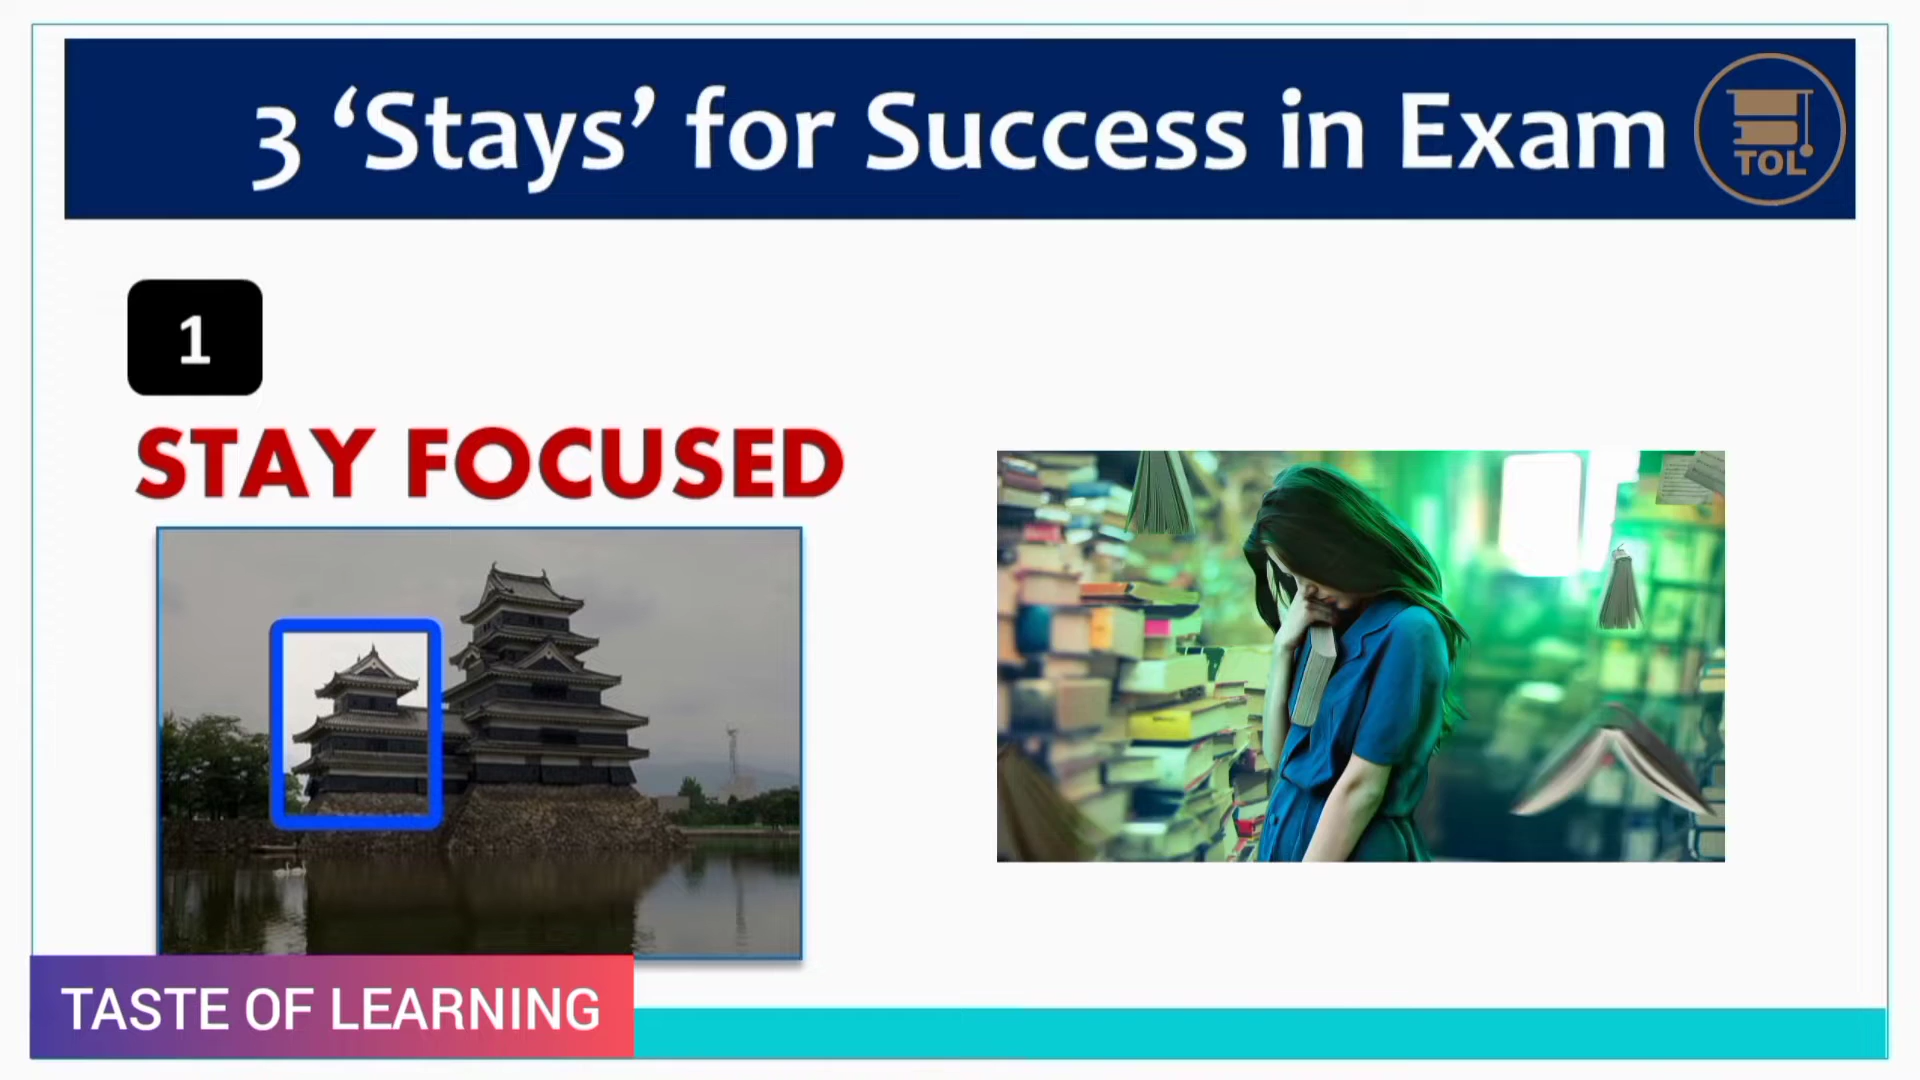 3 ‘Stays’ for Success in Exam
TOL
1
STAY FOCUSED
TASTE OF LEARNING